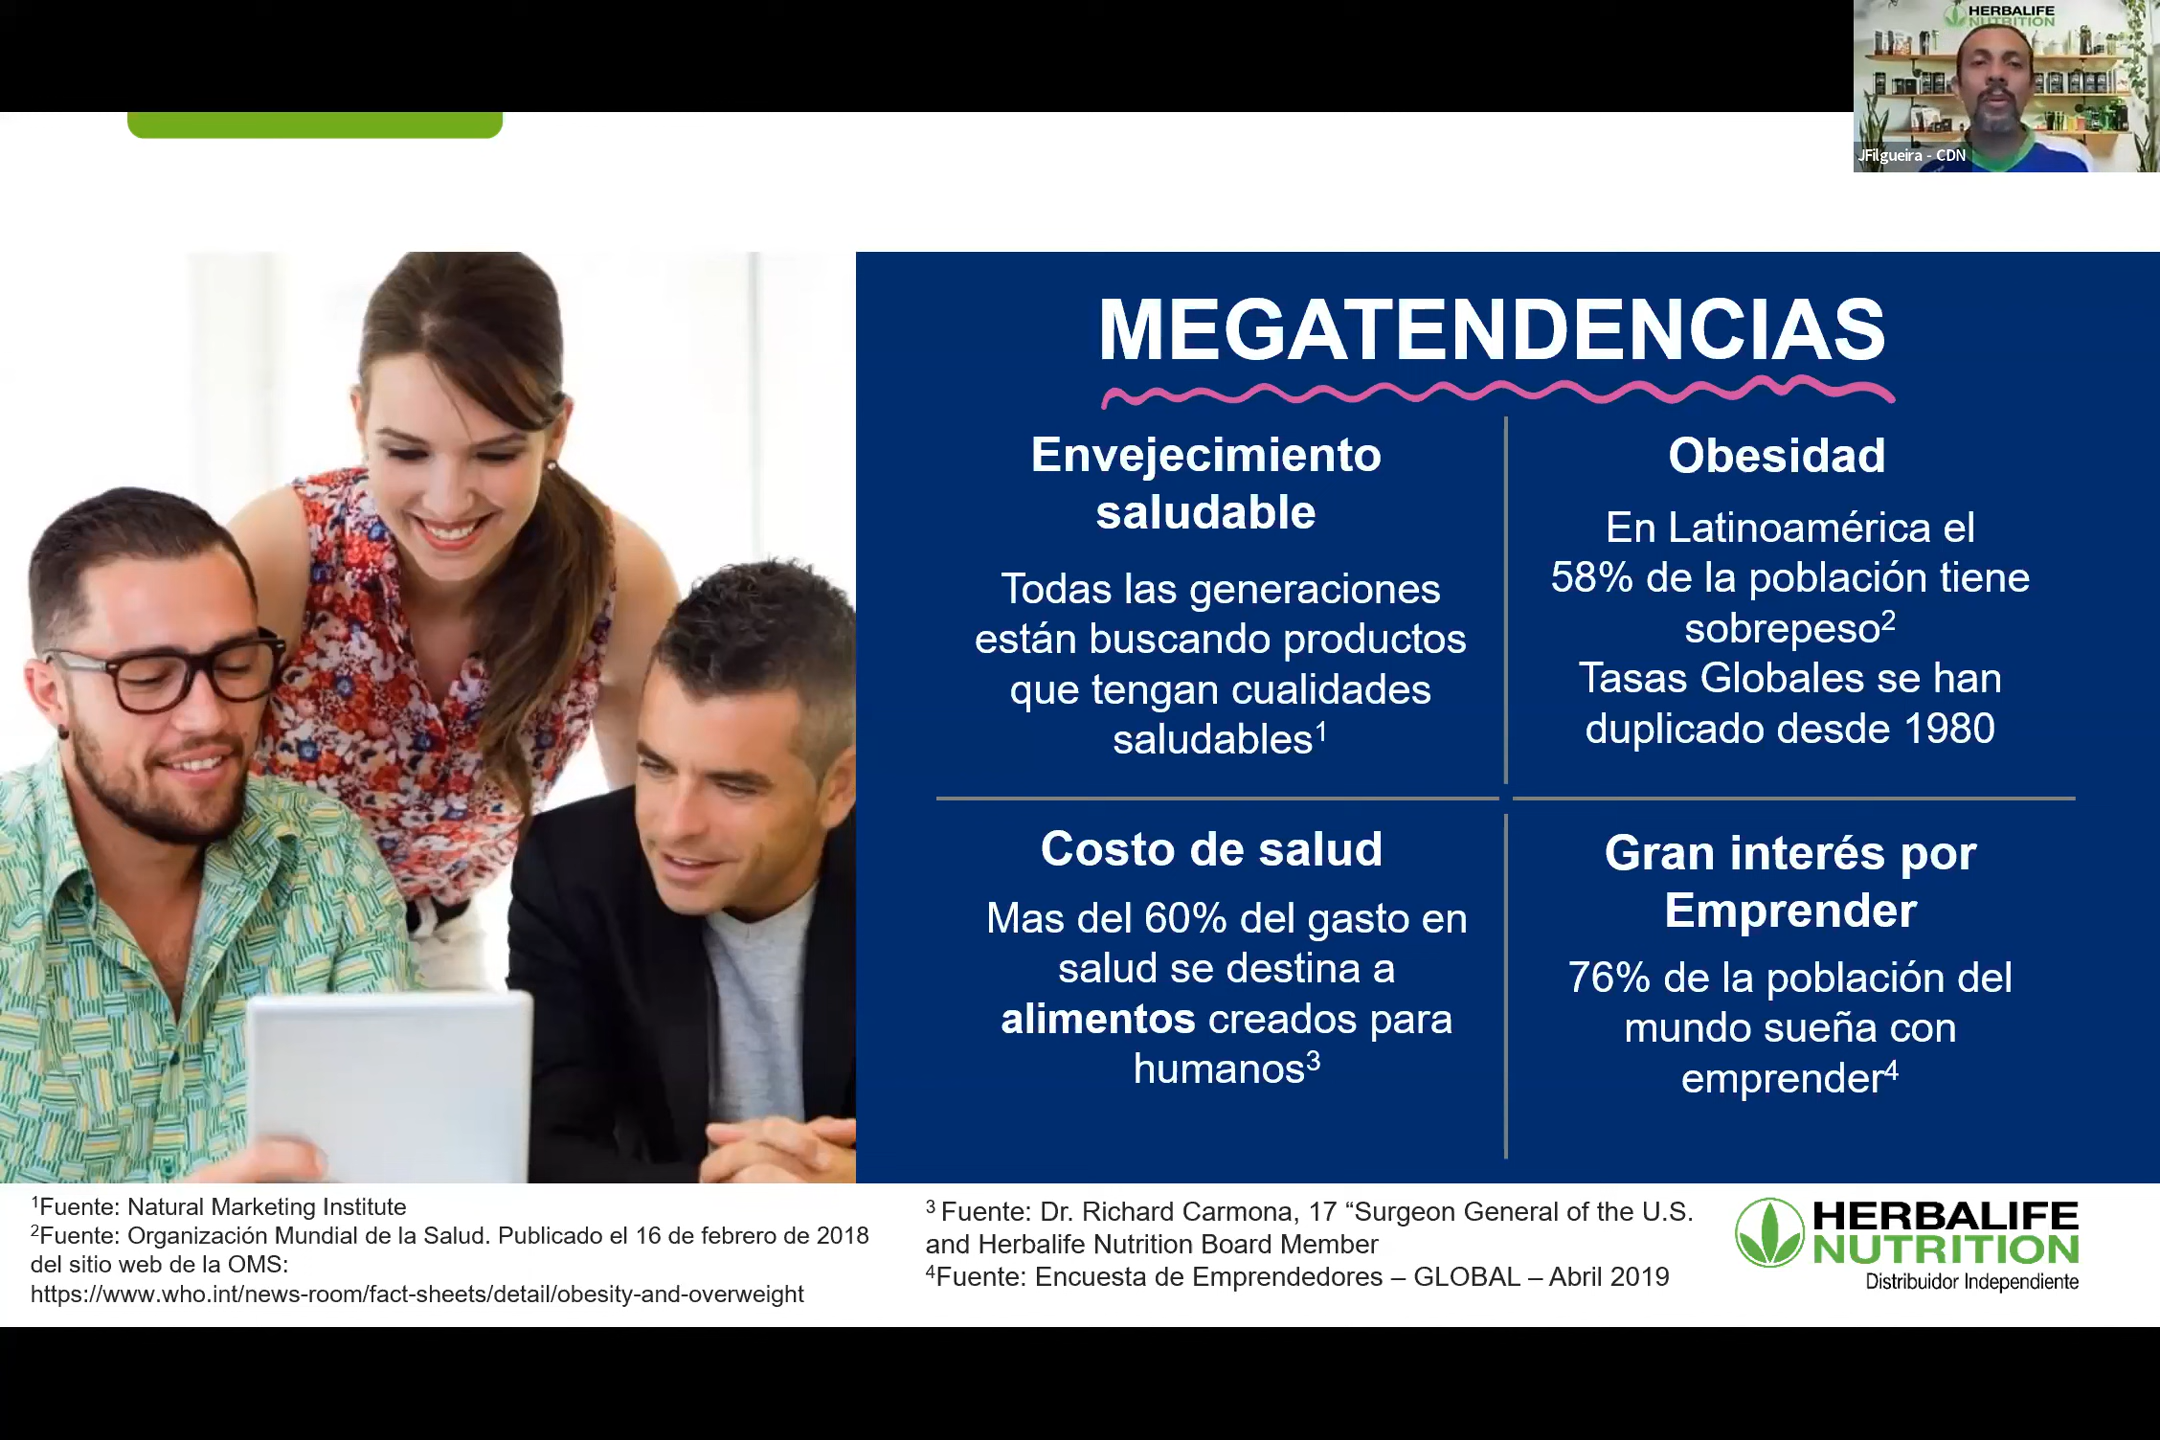 HERBALIFE
NUTRITION
JFilgueira - CDN
MEGATENDENCIAS
Envejecimiento
saludable
Todas las generaciones
están buscando productos
que tengan cualidades
saludables¹
Obesidad
En Latinoamérica el
58% de la población tiene
sobrepeso²
Tasas Globales se han
duplicado desde 1980
Costo de salud
Mas del 60% del gasto en
salud se destina a
alimentos creados para
humanos³
Gran interés por
Emprender
76% de la población del
mundo sueña con
emprender⁴
¹Fuente: Natural Marketing Institute
²Fuente: Organización Mundial de la Salud. Publicado el 16 de febrero de 2018
del sitio web de la OMS:
https://www.who.int/news-room/fact-sheets/detail/obesity-and-overweight
³ Fuente: Dr. Richard Carmona, 17 “Surgeon General of the U.S.
and Herbalife Nutrition Board Member
⁴Fuente: Encuesta de Emprendedores – GLOBAL – Abril 2019
HERBALIFE
NUTRITION
Distribuidor Independiente